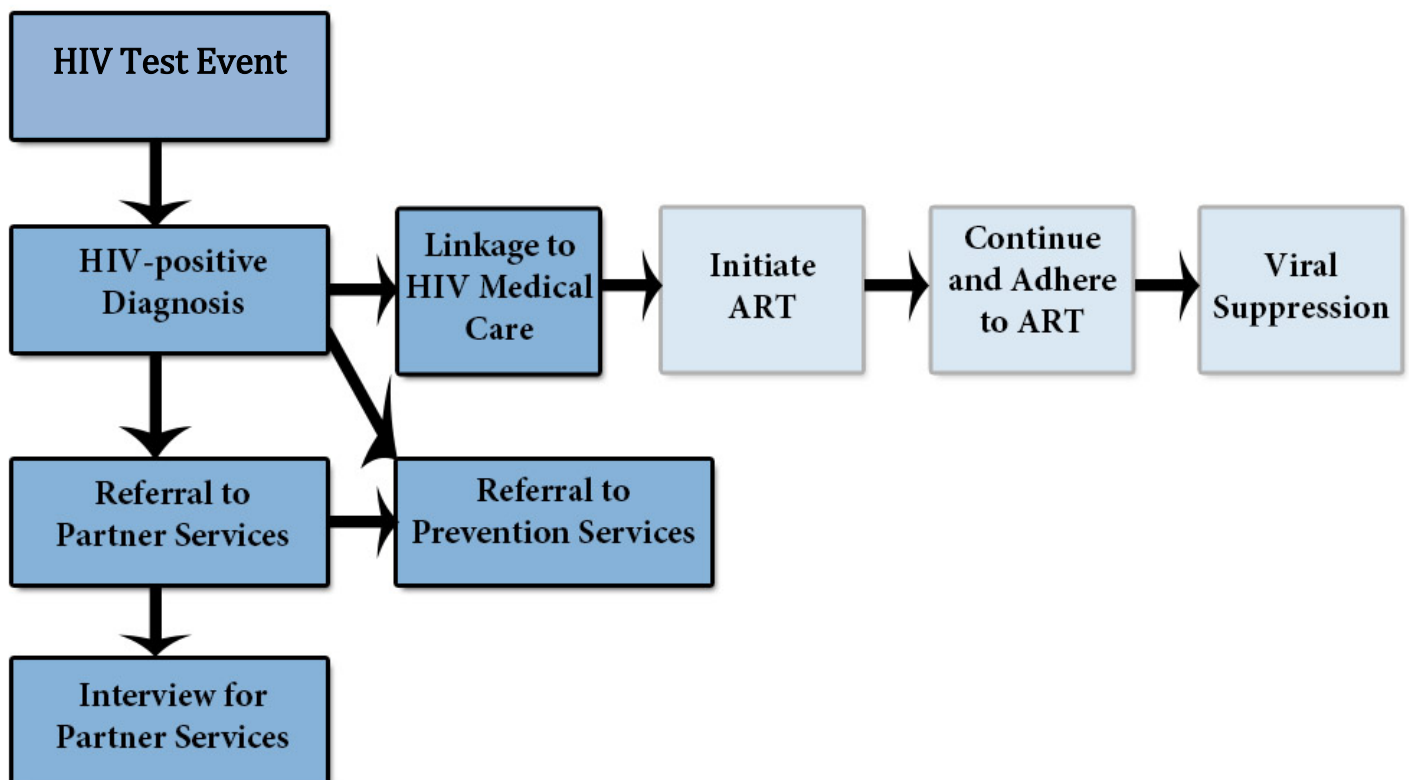 HIV Test Event
HIV-positive
Diagnosis
Linkage to
HIV Medical
Care
Initiate
ART
Continue
and Adhere
to ART
Viral
Suppression
Referral to
Partner Services
Referral to
Prevention Services
Interview for
Partner Services